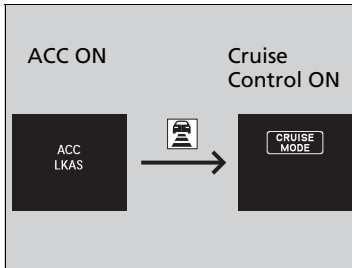 ACC ON
Cruise
Control ON
ACC
LKAS
CRUISE
MODE